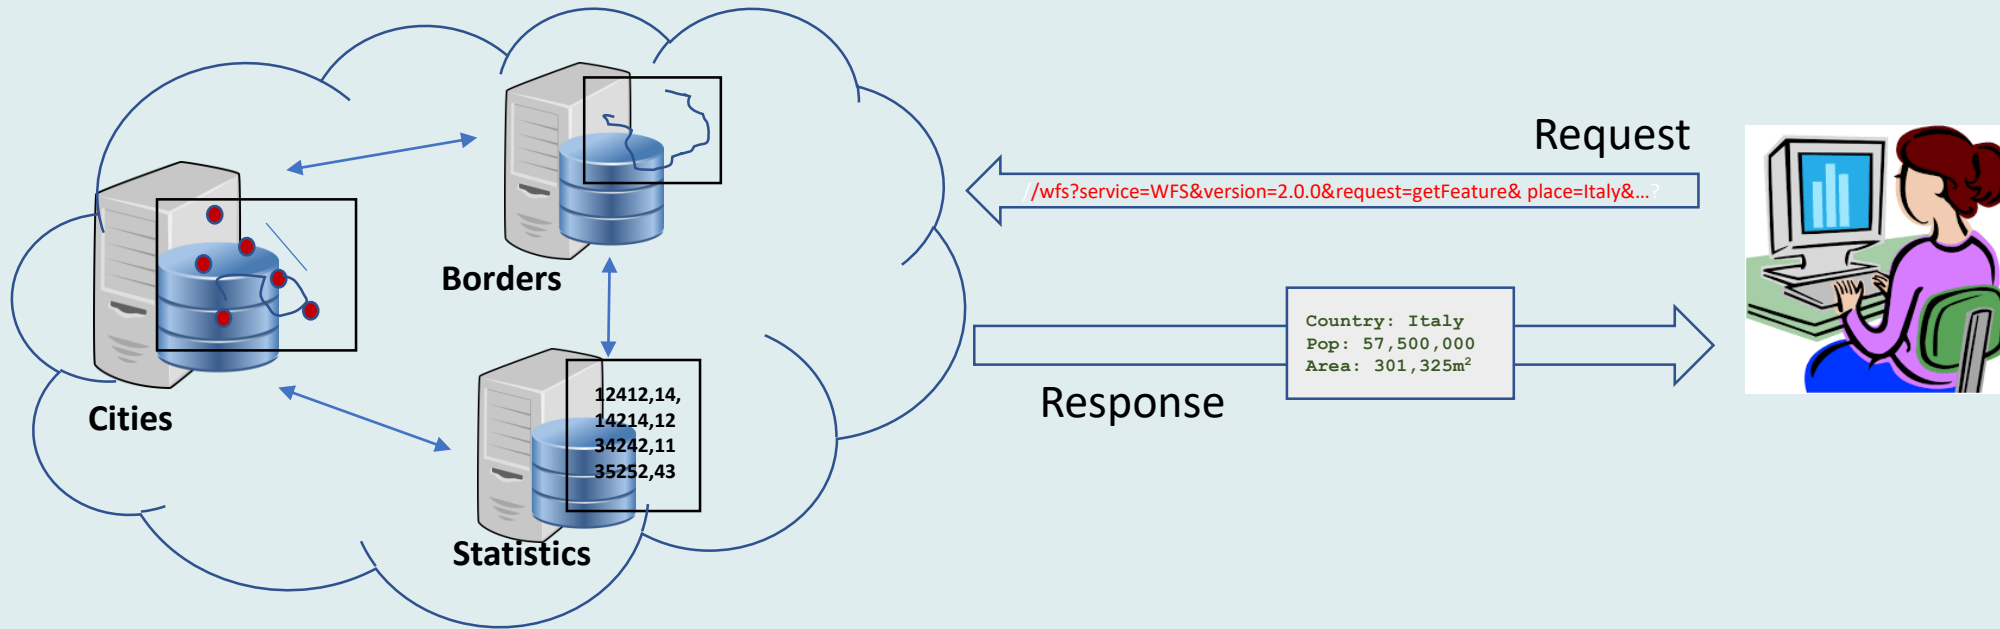 Request
//wfs?service=WFS&version=2.0.0&request=getFeature& place=Italy&...?
Borders
Country: Italy
Pop: 57,500,000
Area: 301,325m²
Response
Cities
12412,14,
14214,12
34242,11
35252,43
Statistics